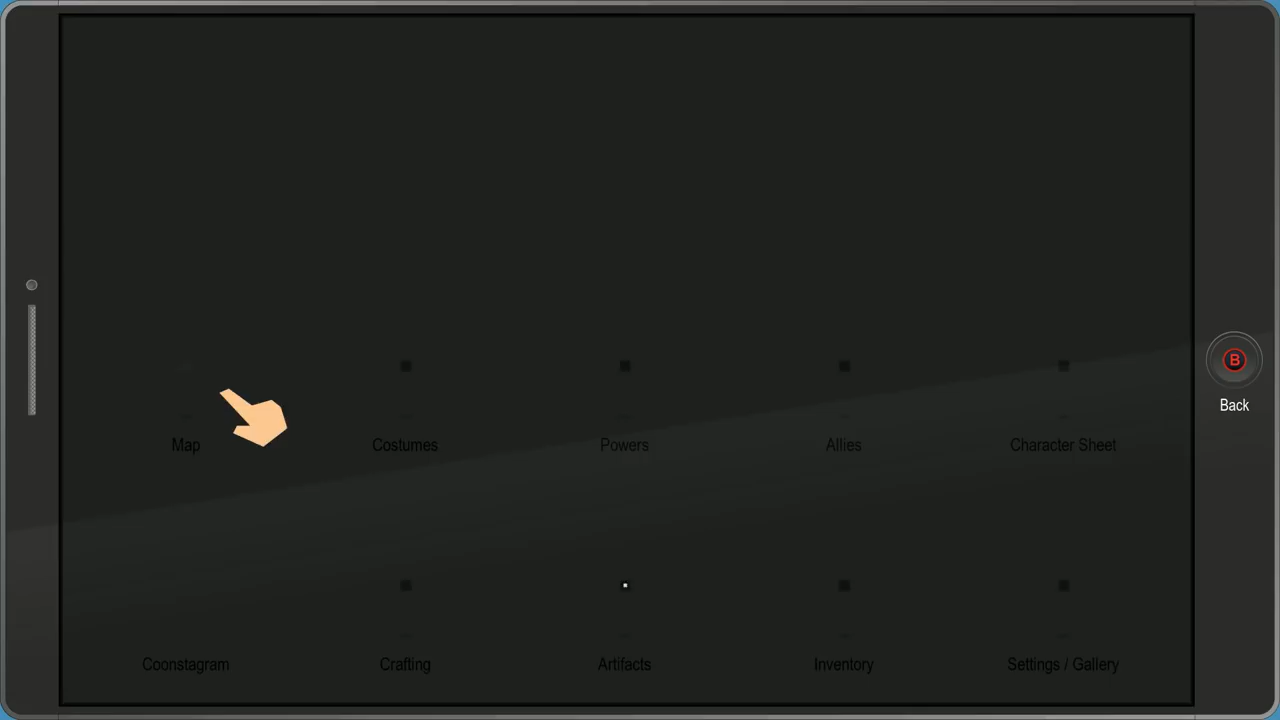 B
Back
Map
Costumes
Powers
Allies
Character Sheet
Coonstagram
Crafting
Artifacts
Inventory
Settings / Gallery